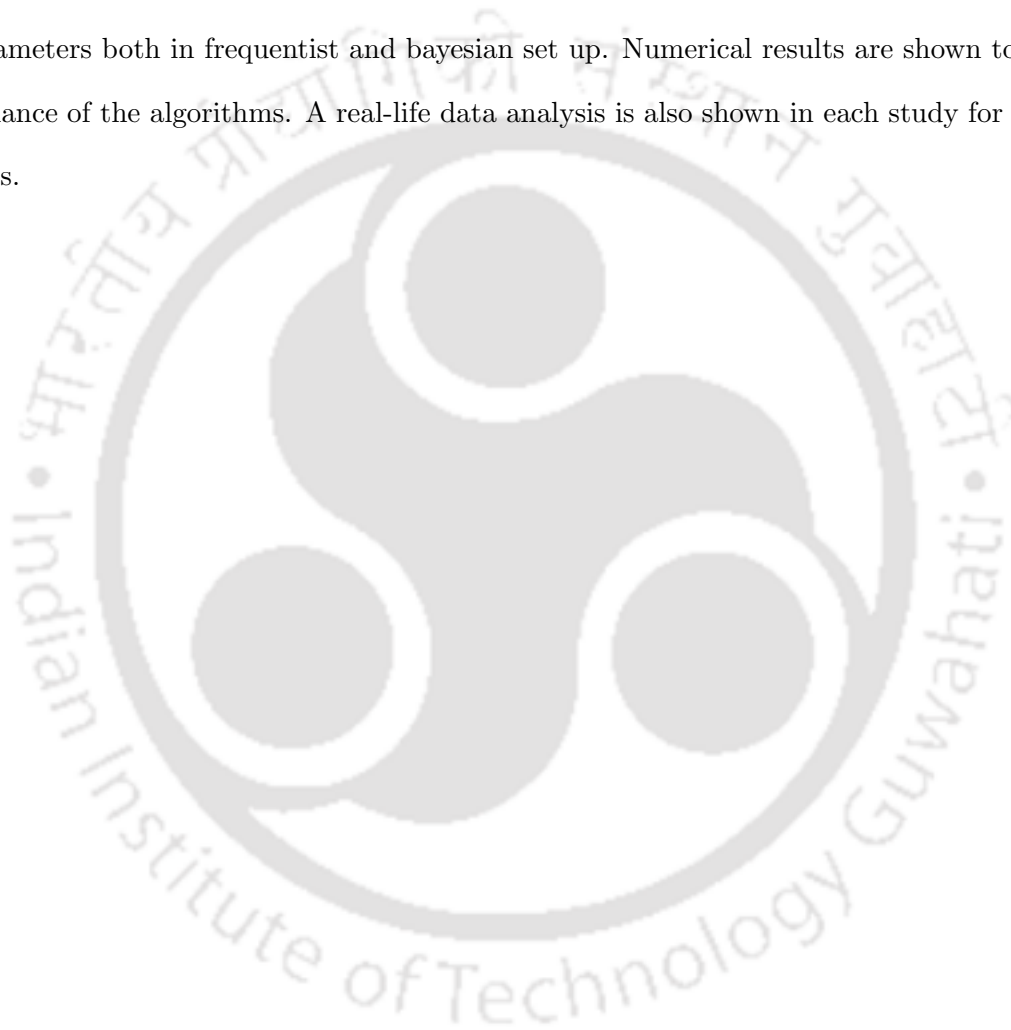 ameters both in frequentist and bayesian set up. Numerical results are shown to
ance of the algorithms. A real-life data analysis is also shown in each study for
s.
भारतीय प्रौद्योगिकी संस्थान गुवाहाटी
Indian Institute of Technology Guwahati